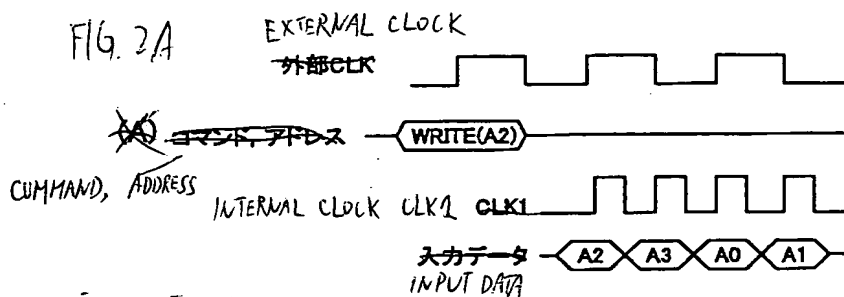 FIG. 2A
EXTERNAL CLOCK
外部CLK
(A) コマンド, アドレス WRITE(A2)
COMMAND, ADDRESS
INTERNAL CLOCK CLK1 CLK1
入力データ A2 A3 A0 A1
INPUT DATA